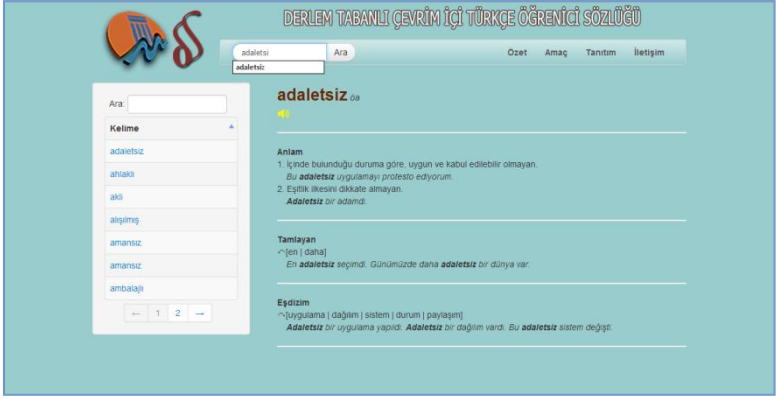 DERLEM TABANLI ÇEVRİM İÇİ TÜRKÇE ÖĞRENİCİ SÖZLÜĞÜ
adaletsi Ara Özet Amaç Tanıtım İletişim
adaletsiz
Ara:
Kelime
adaletsiz
ahlaklı
aklı
alışılmış
amansız
amansız
ambalajlı
← 1 2 →
adaletsiz öa
Anlam
1. İçinde bulunduğu duruma göre, uygun ve kabul edilebilir olmayan.
Bu adaletsiz uygulamayı protesto ediyorum.
2. Eşitlik ilkesini dikkate almayan.
Adaletsiz bir adamdı.
Tamlayan
[en | daha]
En adaletsiz seçimdi. Günümüzde daha adaletsiz bir dünya var.
Eşdizim
[uygulama | dağılım | sistem | durum | paylaşım]
Adaletsiz bir uygulama yapıldı. Adaletsiz bir dağılım vardı. Bu adaletsiz sistem değişti.